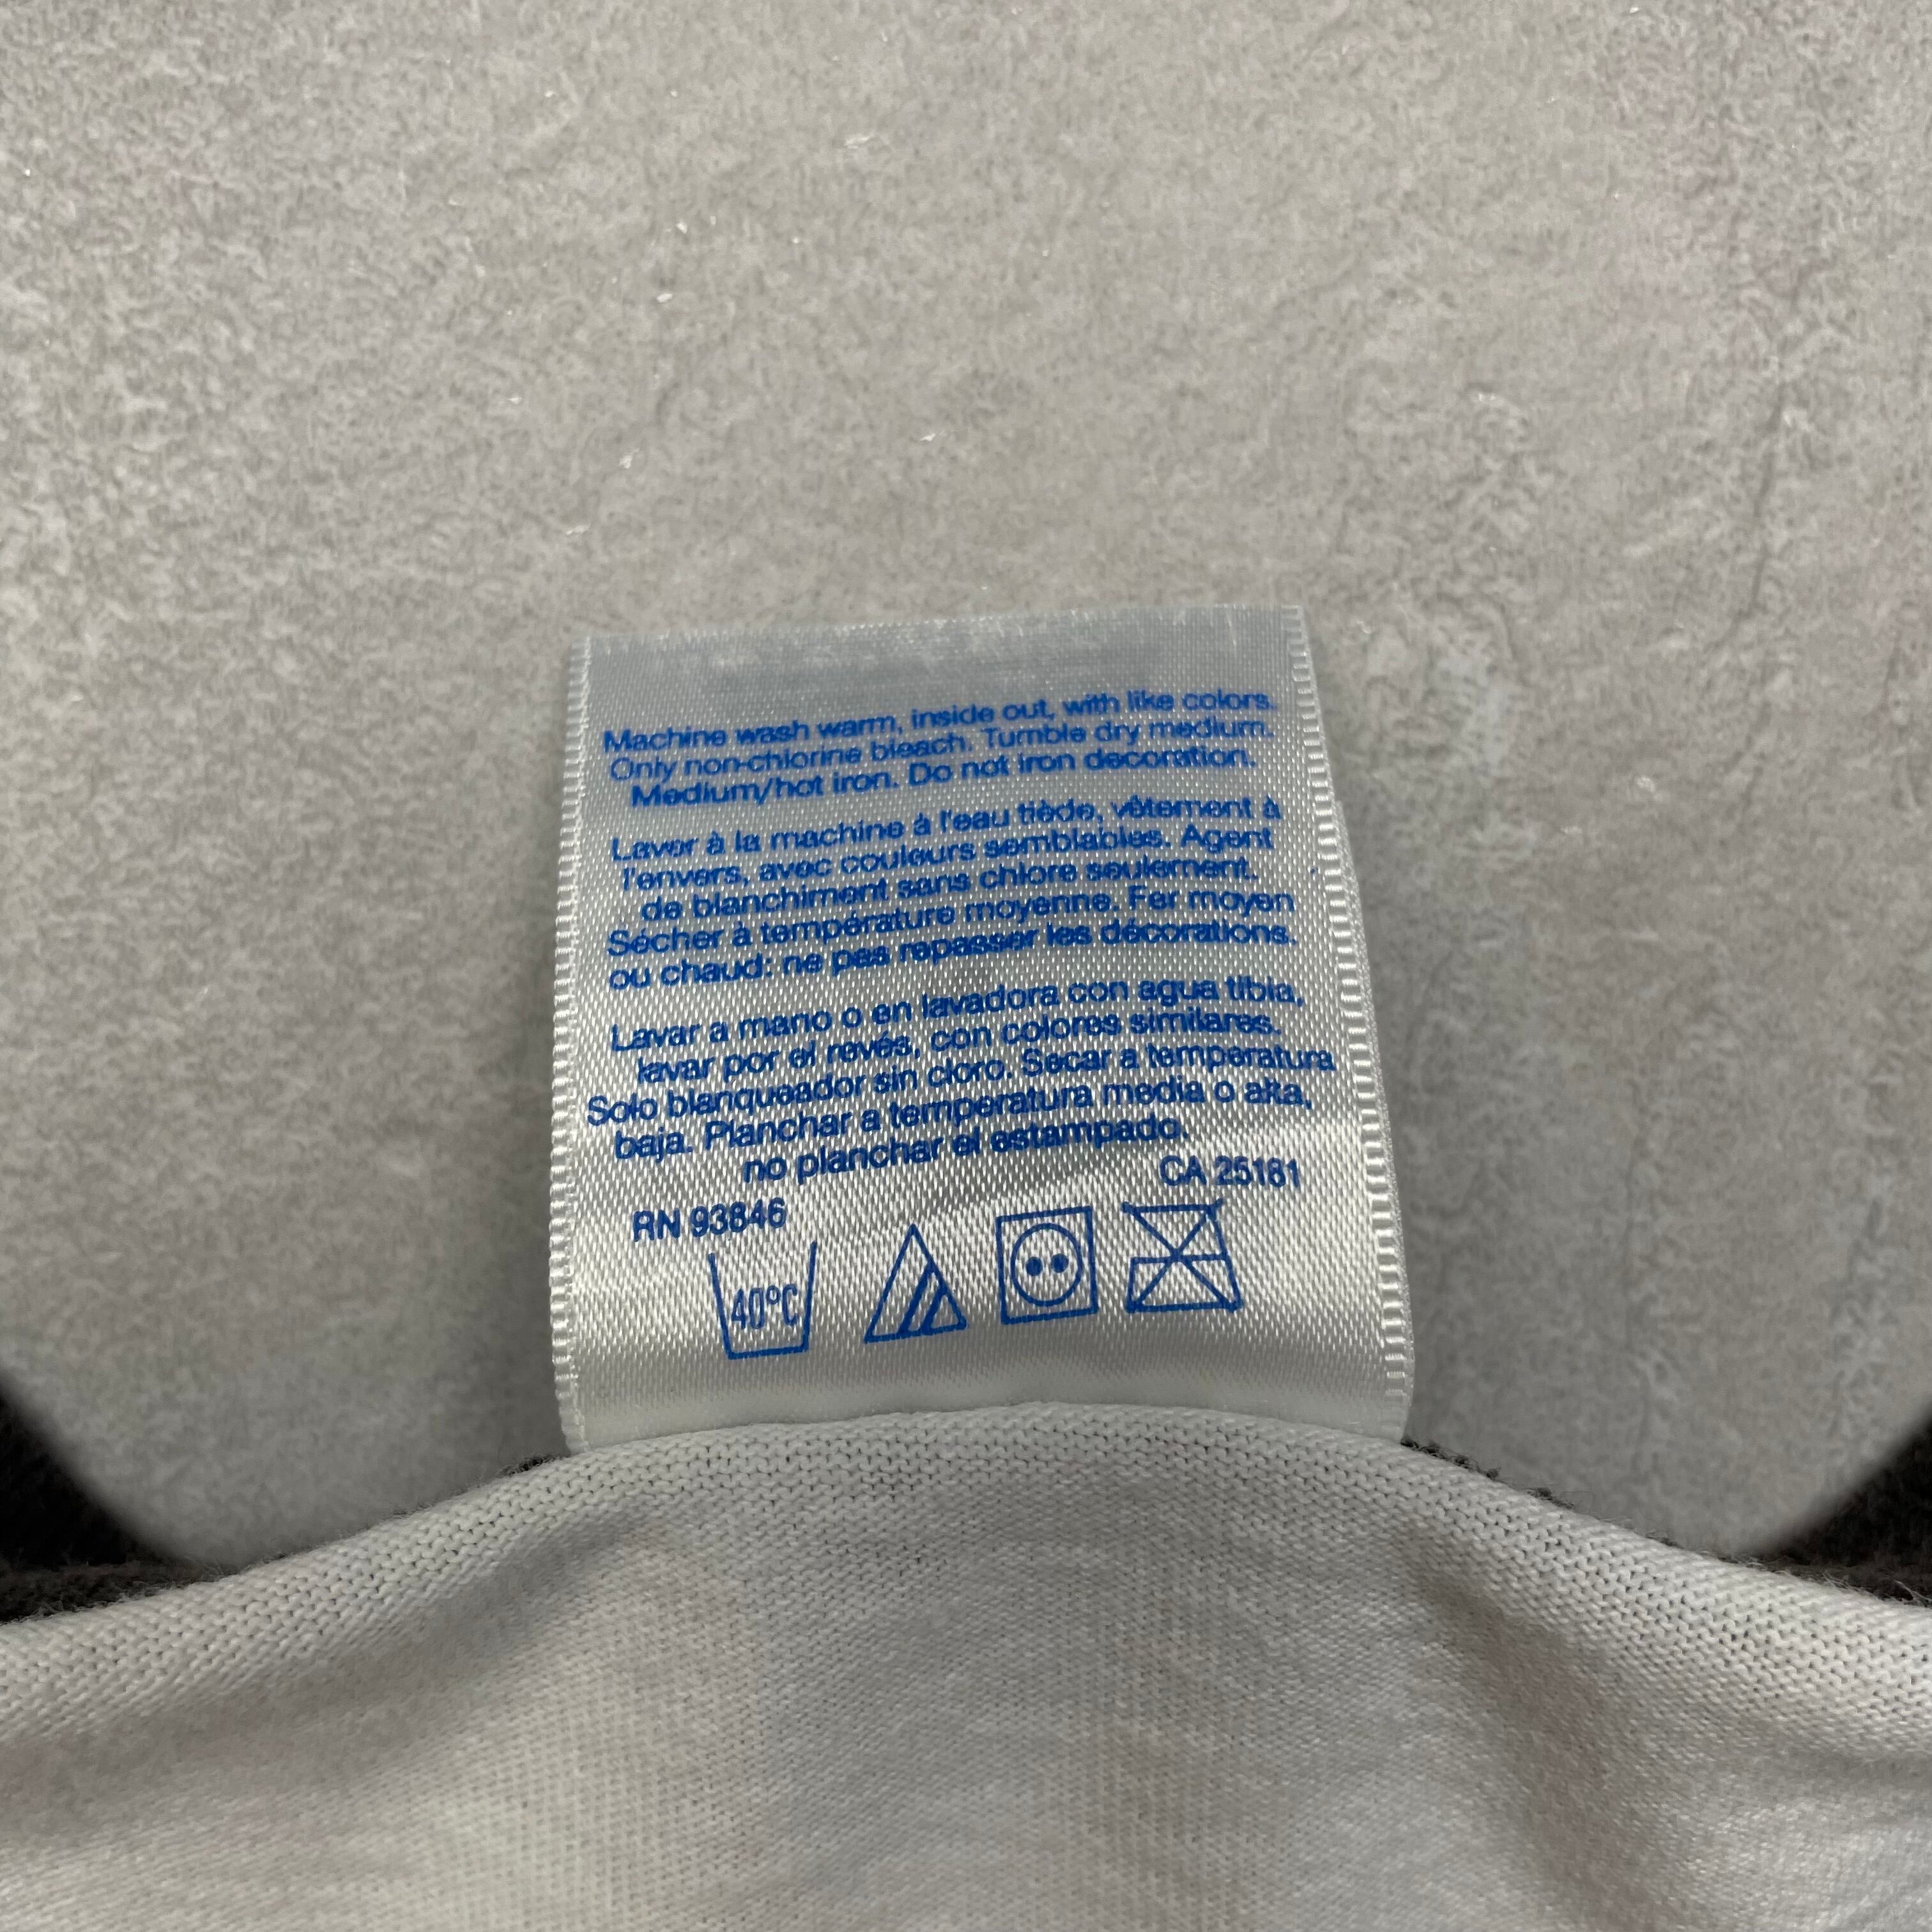 Machine wash warm, inside out, with like colors.
Only non-chlorine bleach. Tumble dry medium.
Medium/hot iron. Do not iron decoration.
Laver à la machine à l'eau tiède, vêtement à
l'envers, avec couleurs semblables. Agent
de blanchiment sans chlore seulement.
Sécher à température moyenne. Fer moyen
ou chaud: ne pas repasser les décorations.
Lavar a mano o en lavadora con agua tibia,
lavar por el revés, con colores similares.
Solo blanqueador sin cloro. Secar a temperatura
baja. Planchar a temperatura media o alta,
no planchar el estampado.
CA 25161
RN 93846
40°C